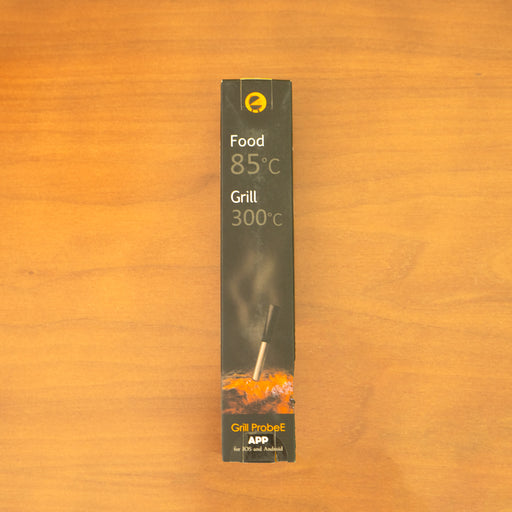 Food
85°C
Grill
300°C
Grill ProbeE
APP
for IOS and Android